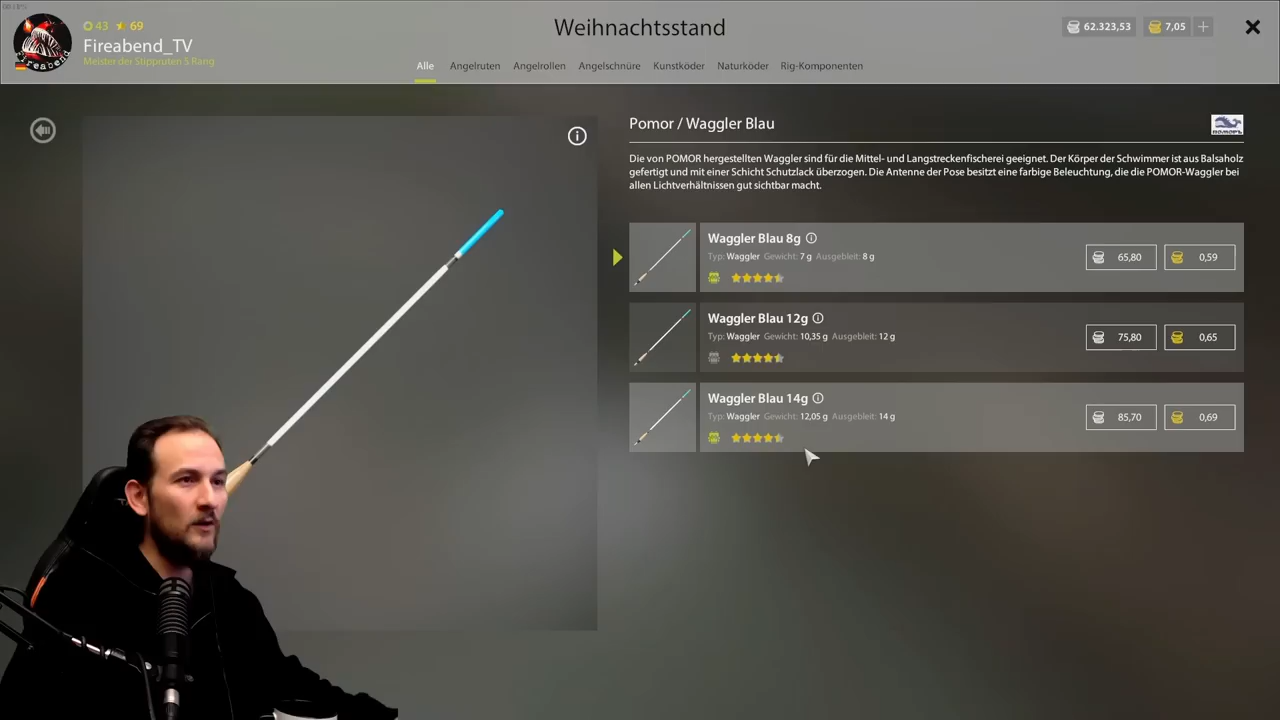 43 69
Fireabend_TV
Meister der Stippruten 3 Rang
Weihnachtsstand
62.323,53 7,05 +
Alle Angelruten Angelrollen Angelschnüre Kunstköder Naturköder Rig-Komponenten
Pomor / Waggler Blau
Die von POMOR hergestellten Waggler sind für die Mittel- und Langstreckenfischerei geeignet. Der Körper der Schwimmer ist aus Balsaholz
gefertigt und mit einer Schicht Schutzlack überzogen. Die Antenne der Pose besitzt eine farbige Beleuchtung, die die POMOR-Waggler bei
allen Lichtverhältnissen gut sichtbar macht.
Waggler Blau 8g
Typ: Waggler Gewicht: 7 g Ausgebleit: 8 g
65,80 0,59
Waggler Blau 12g
Typ: Waggler Gewicht: 10,35 g Ausgebleit: 12 g
75,80 0,65
Waggler Blau 14g
Typ: Waggler Gewicht: 12,05 g Ausgebleit: 14 g
85,70 0,69